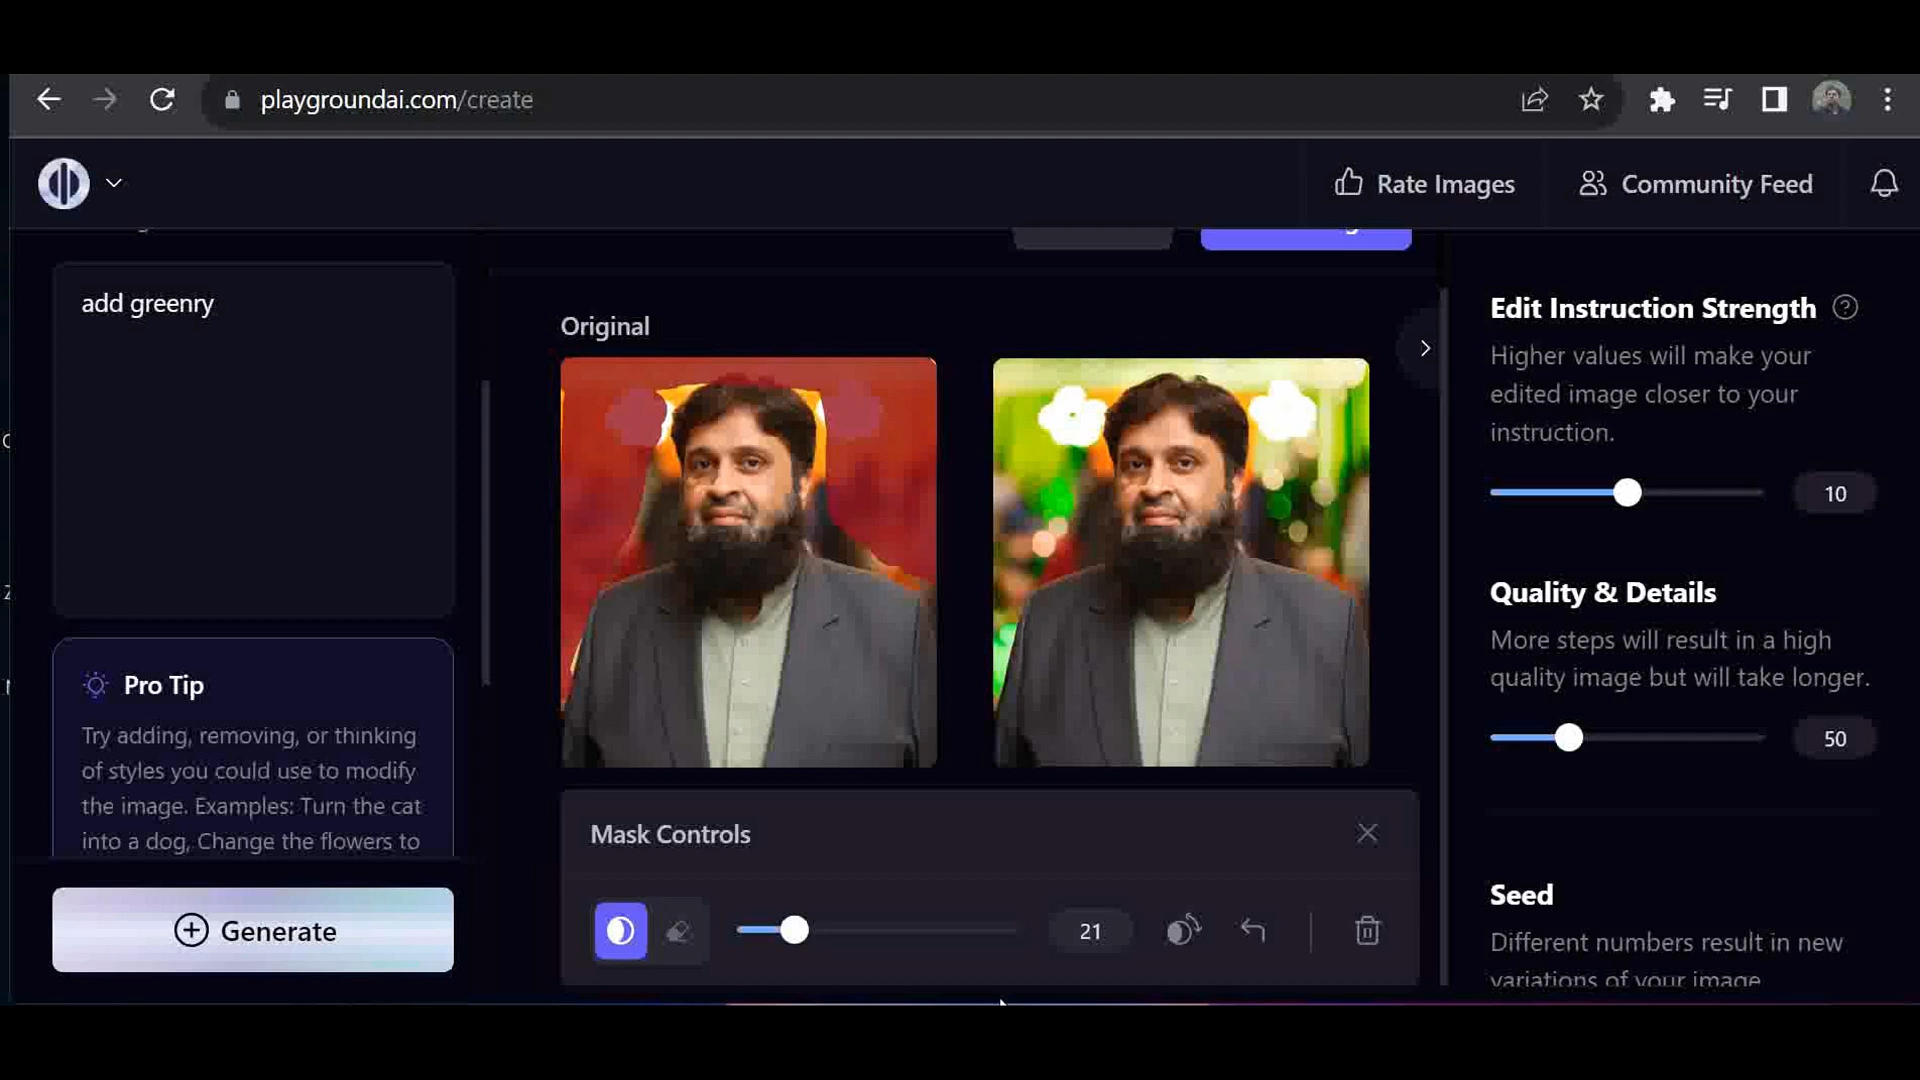 playgroundai.com/create
Rate Images
Community Feed
add greenry
Pro Tip
Try adding, removing, or thinking
of styles you could use to modify
the image. Examples: Turn the cat
into a dog, Change the flowers to
Generate
Original
Mask Controls
21
Edit Instruction Strength
Higher values will make your
edited image closer to your
instruction.
10
Quality & Details
More steps will result in a high
quality image but will take longer.
50
Seed
Different numbers result in new
variations of your image